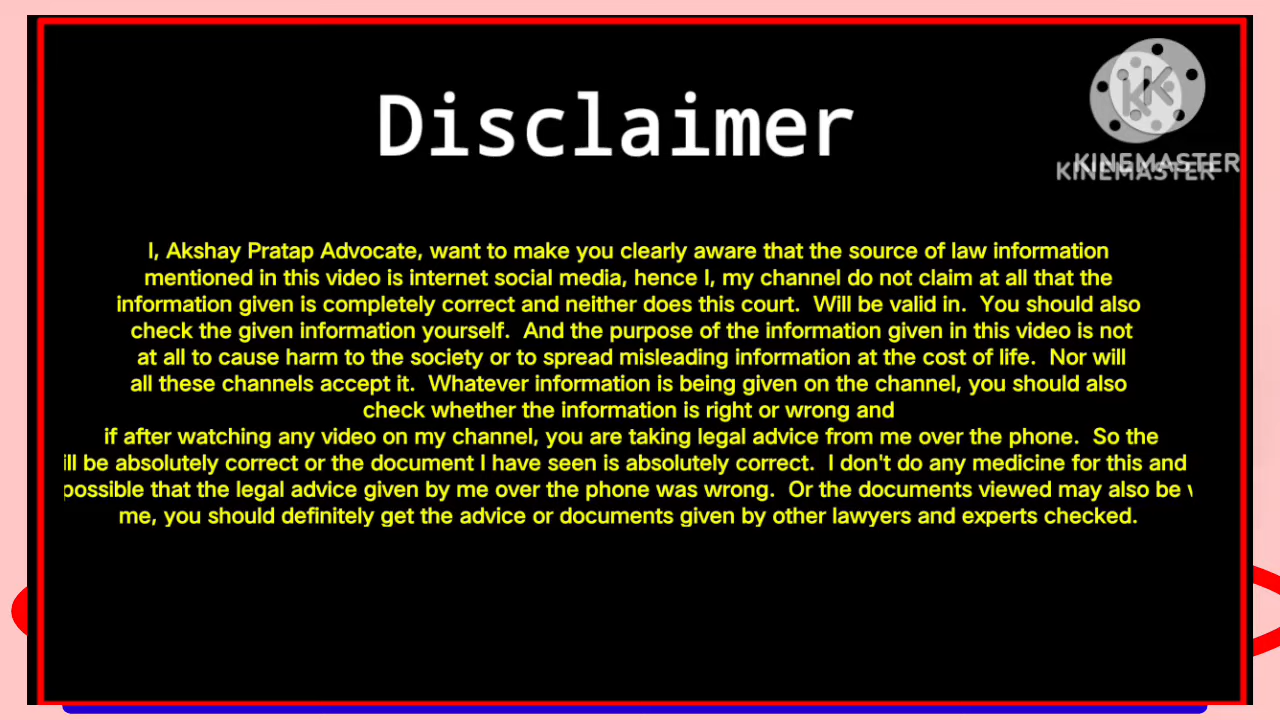 Disclaimer
KINEMASTER
KINEMASTER
I, Akshay Pratap Advocate, want to make you clearly aware that the source of law information
mentioned in this video is internet social media, hence I, my channel do not claim at all that the
information given is completely correct and neither does this court.  Will be valid in.  You should also
check the given information yourself.  And the purpose of the information given in this video is not
at all to cause harm to the society or to spread misleading information at the cost of life.  Nor will
all these channels accept it.  Whatever information is being given on the channel, you should also
check whether the information is right or wrong and
if after watching any video on my channel, you are taking legal advice from me over the phone.  So the
be absolutely correct or the document I have seen is absolutely correct.  I don't do any medicine for this and
possible that the legal advice given by me over the phone was wrong.  Or the documents viewed may also be
me, you should definitely get the advice or documents given by other lawyers and experts checked.